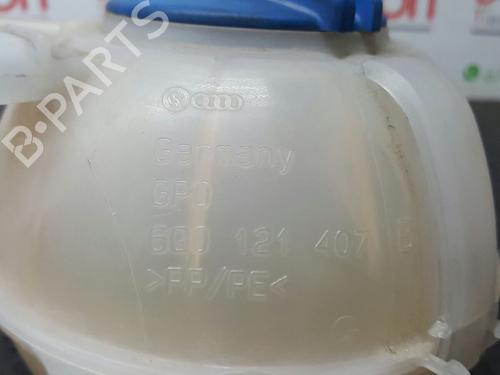 Germany
GPO
6Q0 121 407 B
>PP/PE<
B-PARTS